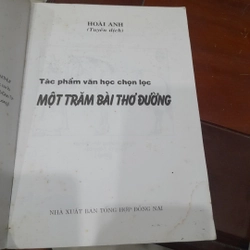 HOÀI ANH
(Tuyển dịch)
Tác phẩm văn học chọn lọc
MỘT TRĂM BÀI THƠ ĐƯỜNG
NHÀ XUẤT BẢN TỔNG HỢP ĐỒNG NAI